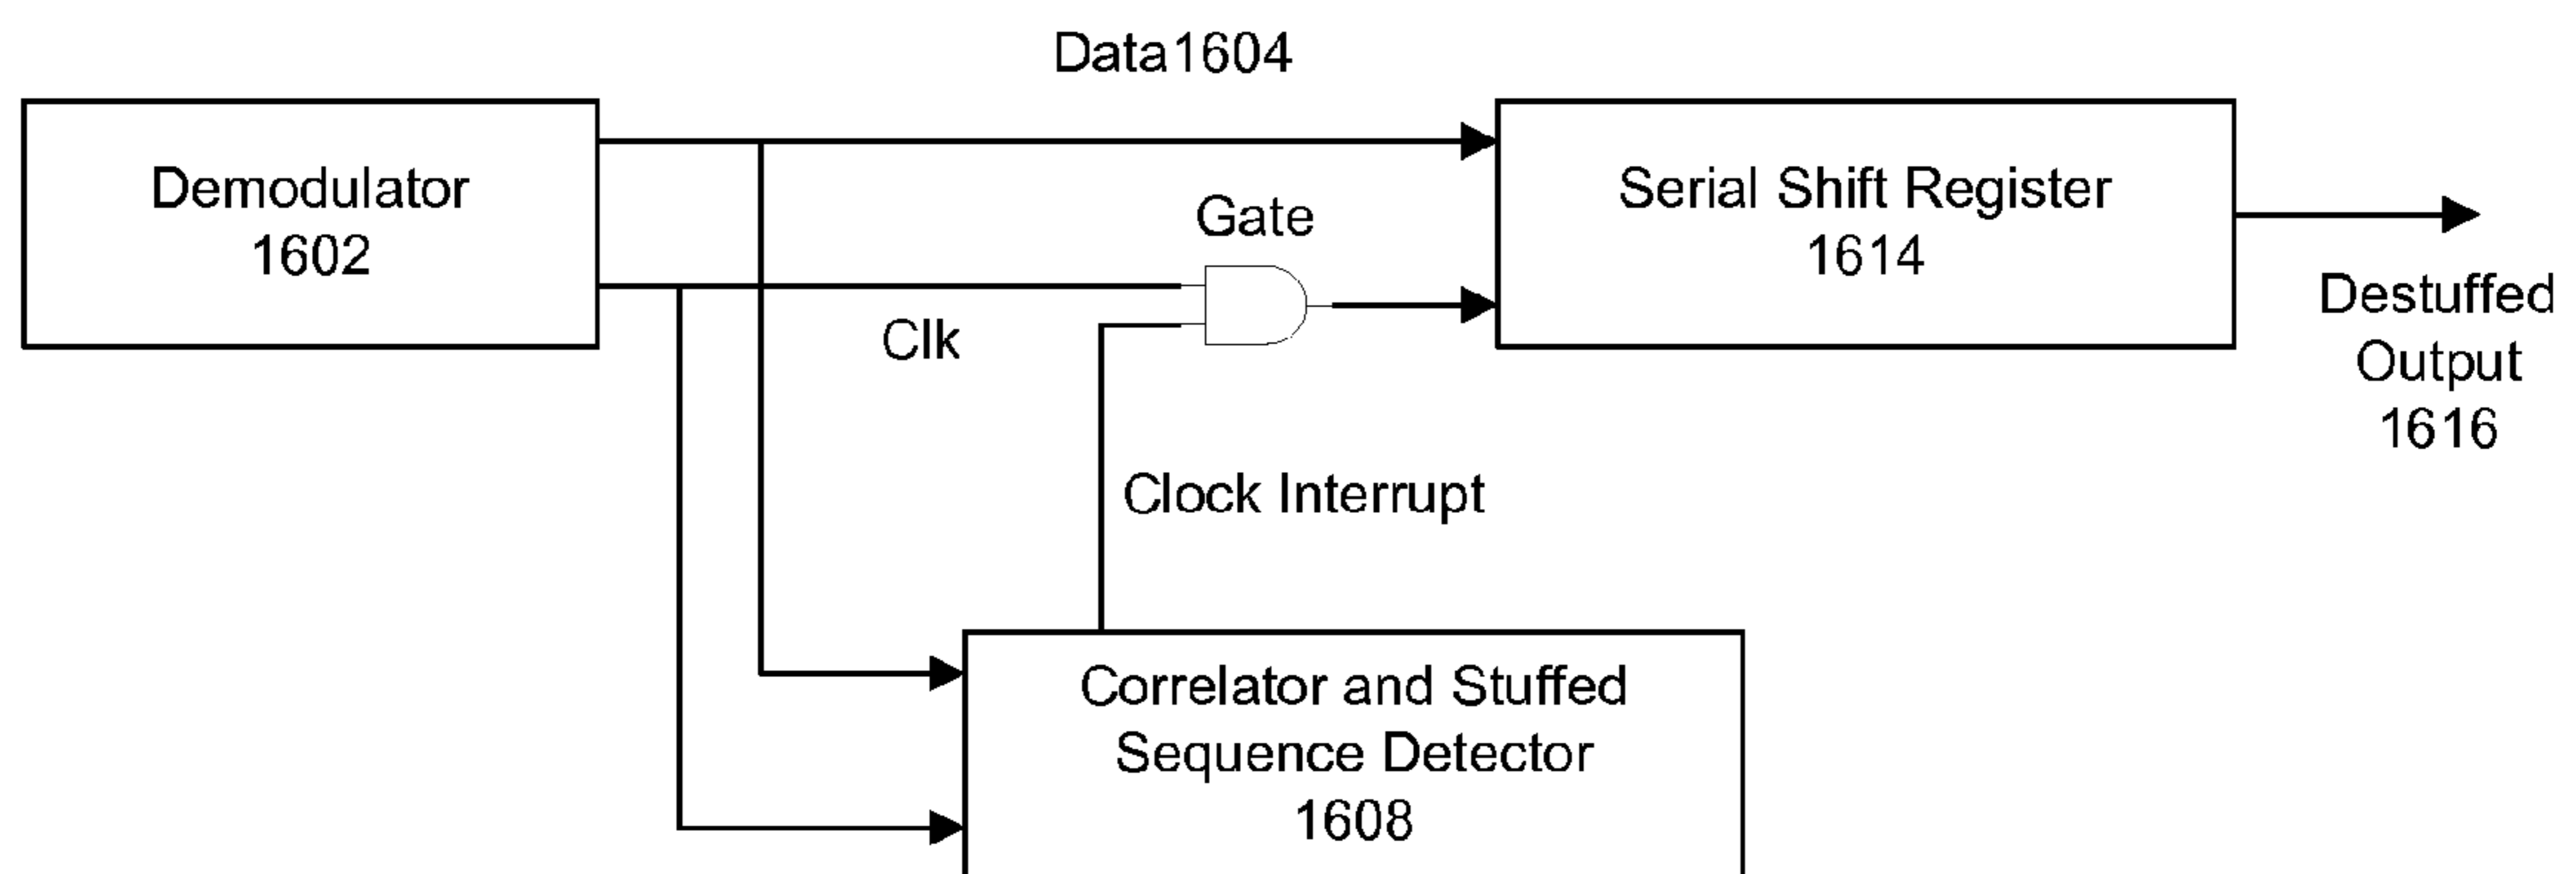 Data1604
Demodulator
1602
Gate
Serial Shift Register
1614
Clk
Destuffed
Output
1616
Clock Interrupt
Correlator and Stuffed
Sequence Detector
1608